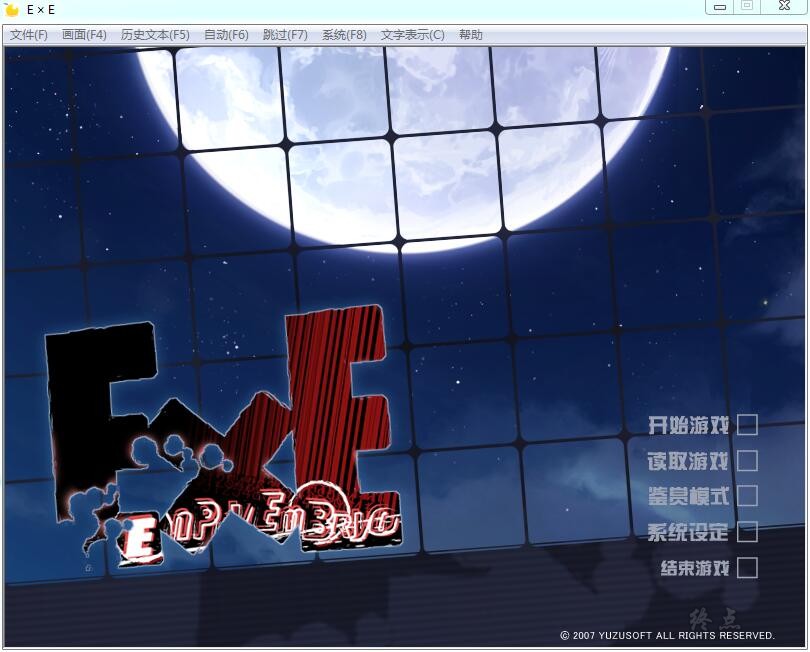 E × E
文件(F) 画面(F4) 历史文本(F5) 自动(F6) 跳过(F7) 系统(F8) 文字表示(C) 帮助
ExE
开始游戏
读取游戏
鉴赏模式
系统设定
结束游戏
终点
© 2007 YUZUSOFT ALL RIGHTS RESERVED.